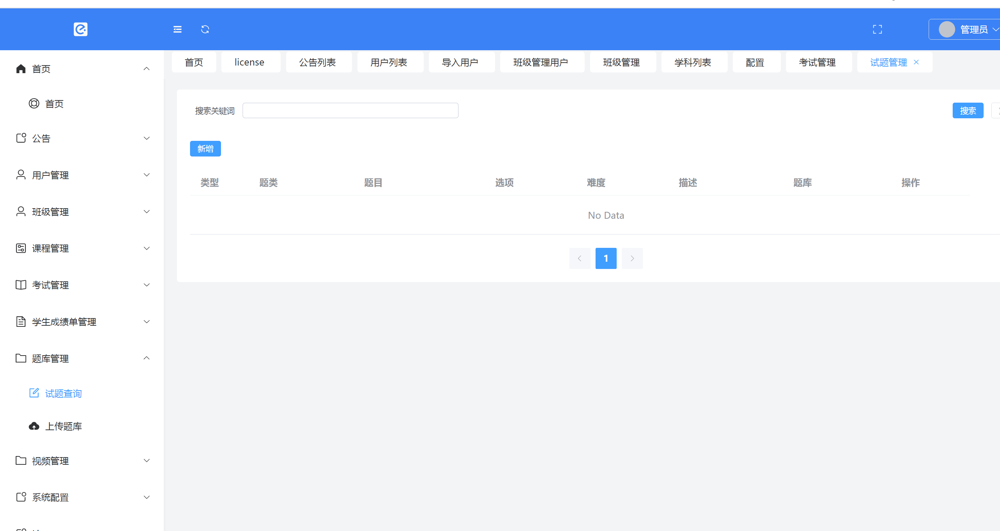 管理员
首页
首页
公告
用户管理
班级管理
课程管理
考试管理
学生成绩单管理
题库管理
试题查询
上传题库
视频管理
系统配置
首页 license 公告列表 用户列表 导入用户 班级管理用户 班级管理 学科列表 配置 考试管理 试题管理
搜索关键词 搜索
新增
类型 题类 题目 选项 难度 描述 题库 操作
No Data
1